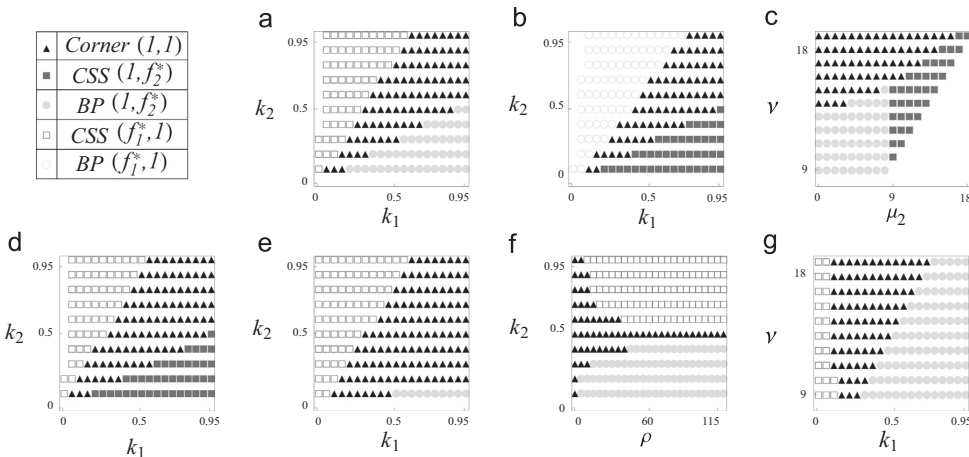 Corner (1,1)
CSS (1,f₂*)
BP (1,f₂*)
CSS (f₁*,1)
BP (f₁*,1)
a
0.95
k₂
0.5
0
0
0.5
0.95
k₁
b
0.95
k₂
0.5
0
0
0.5
0.95
k₁
c
18
ν
9
0
9
18
μ₂
d
0.95
k₂
0.5
0
0
0.5
0.95
k₁
e
0.95
k₂
0.5
0
0
0.5
0.95
k₁
f
0.95
k₂
0.5
0
0
60
115
ρ
g
18
ν
9
0
0.5
0.95
k₁